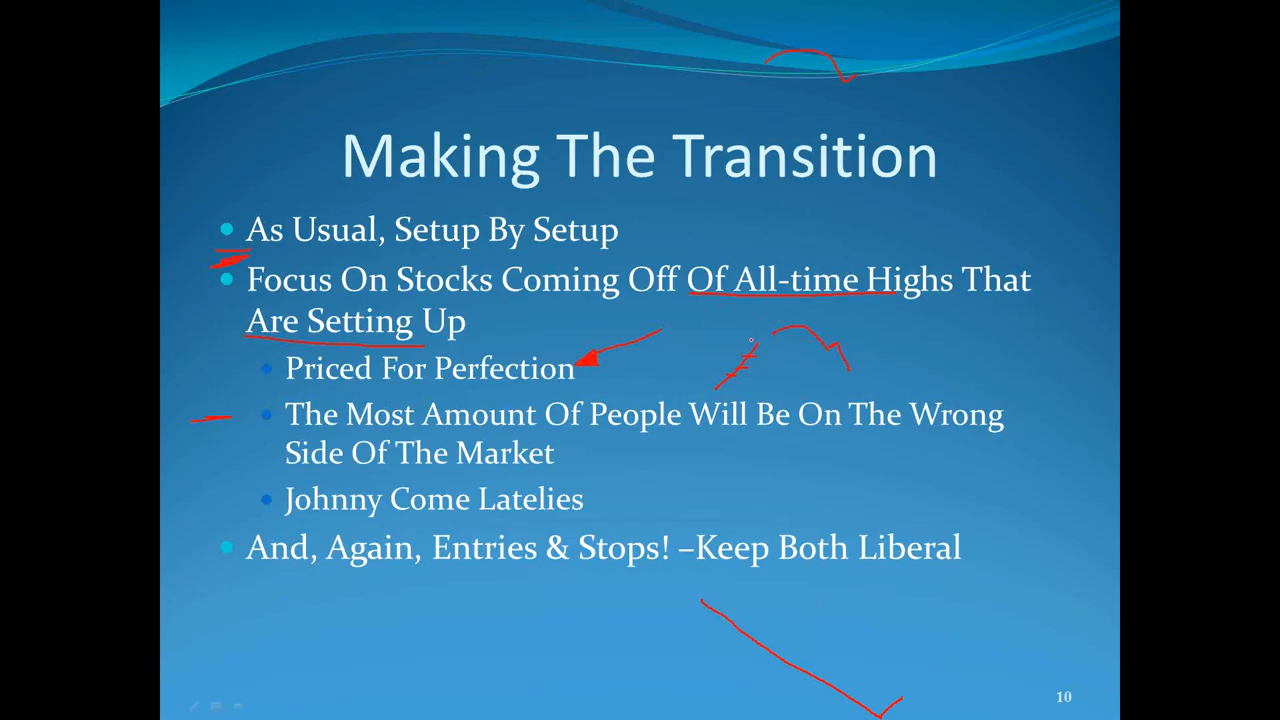 Making The Transition
As Usual, Setup By Setup
Focus On Stocks Coming Off Of All-time Highs That
Are Setting Up
Priced For Perfection
The Most Amount Of People Will Be On The Wrong
Side Of The Market
Johnny Come Latelies
And, Again, Entries & Stops! –Keep Both Liberal
10